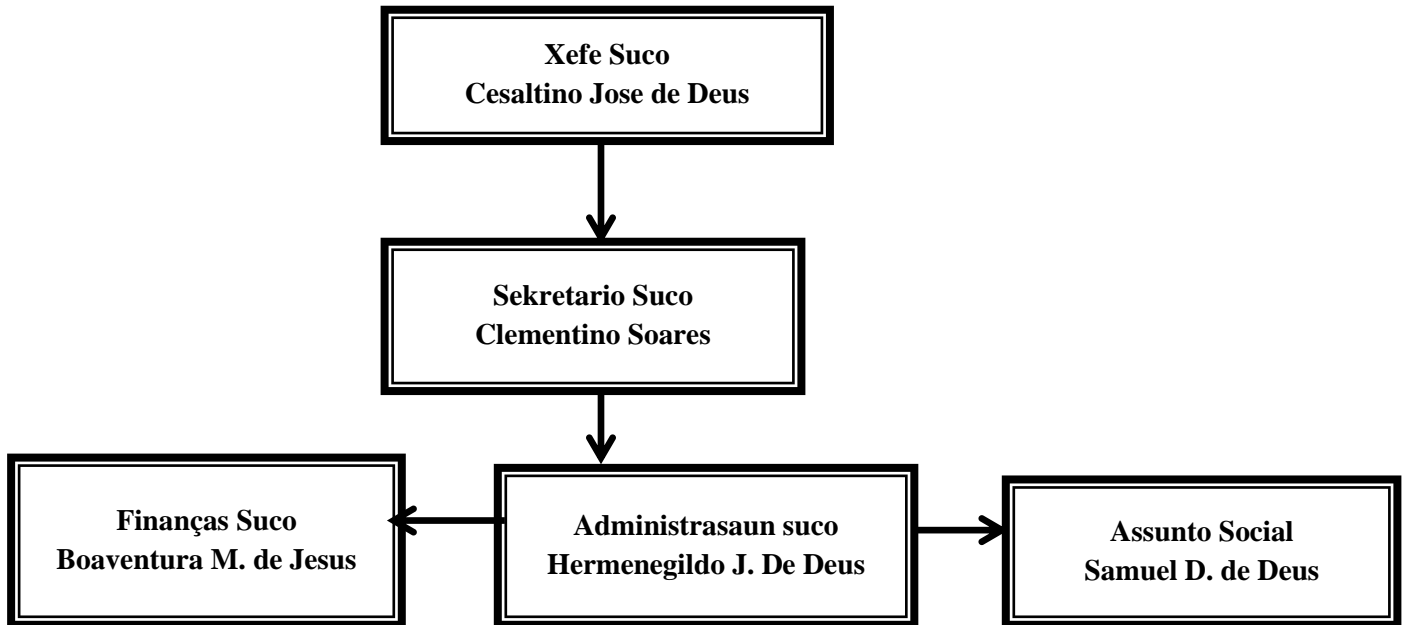 Xefe Suco
Cesaltino Jose de Deus
Sekretario Suco
Clementino Soares
Finanças Suco
Boaventura M. de Jesus
Administrasaun suco
Hermenegildo J. De Deus
Assunto Social
Samuel D. de Deus